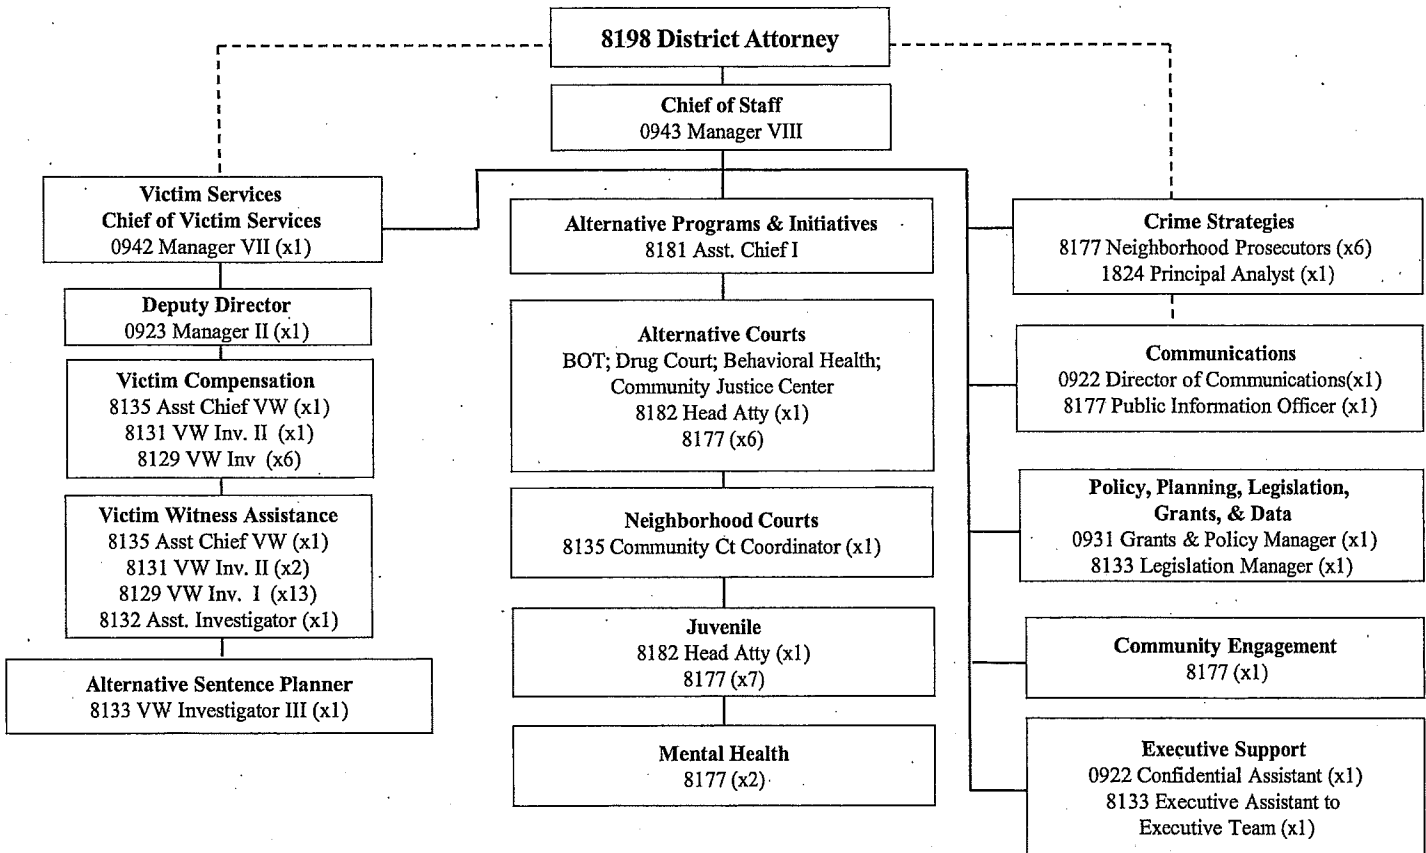 8198 District Attorney
Chief of Staff
0943 Manager VIII
Victim Services
Chief of Victim Services
0942 Manager VII (x1)
Deputy Director
0923 Manager II (x1)
Victim Compensation
8135 Asst Chief VW (x1)
8131 VW Inv. II (x1)
8129 VW Inv (x6)
Victim Witness Assistance
8135 Asst Chief VW (x1)
8131 VW Inv. II (x2)
8129 VW Inv. I (x13)
8132 Asst. Investigator (x1)
Alternative Sentence Planner
8133 VW Investigator III (x1)
Alternative Programs & Initiatives
8181 Asst. Chief I
Alternative Courts
BOT; Drug Court; Behavioral Health;
Community Justice Center
8182 Head Atty (x1)
8177 (x6)
Neighborhood Courts
8135 Community Ct Coordinator (x1)
Juvenile
8182 Head Atty (x1)
8177 (x7)
Mental Health
8177 (x2)
Crime Strategies
8177 Neighborhood Prosecutors (x6)
1824 Principal Analyst (x1)
Communications
0922 Director of Communications(x1)
8177 Public Information Officer (x1)
Policy, Planning, Legislation,
Grants, & Data
0931 Grants & Policy Manager (x1)
8133 Legislation Manager (x1)
Community Engagement
8177 (x1)
Executive Support
0922 Confidential Assistant (x1)
8133 Executive Assistant to
Executive Team (x1)